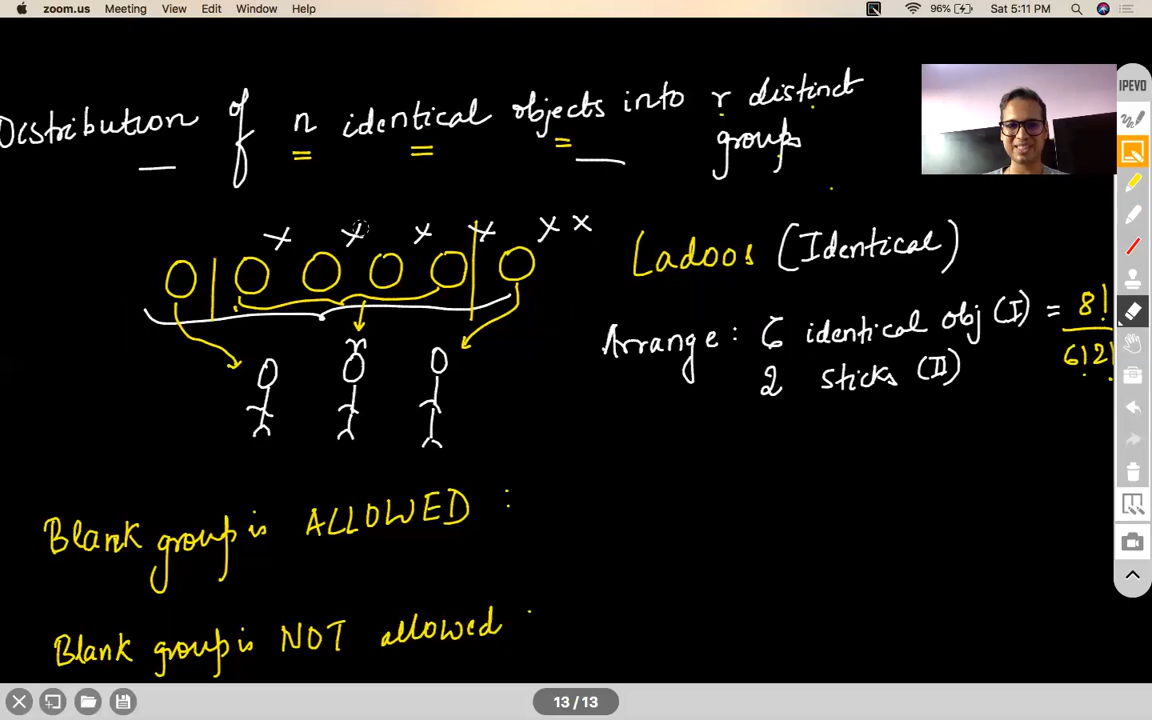 zoom.us Meeting View Edit Window Help 96% Sat 5:11 PM
Distribution of n identical objects into r distinct
groups
IPEVO
x x x x x x
Ladoos (Identical)
Arrange: 6 identical obj (I) = 8!
6!2!
2 sticks (II)
Blank group is ALLOWED :
Blank group is NOT allowed :
13 / 13